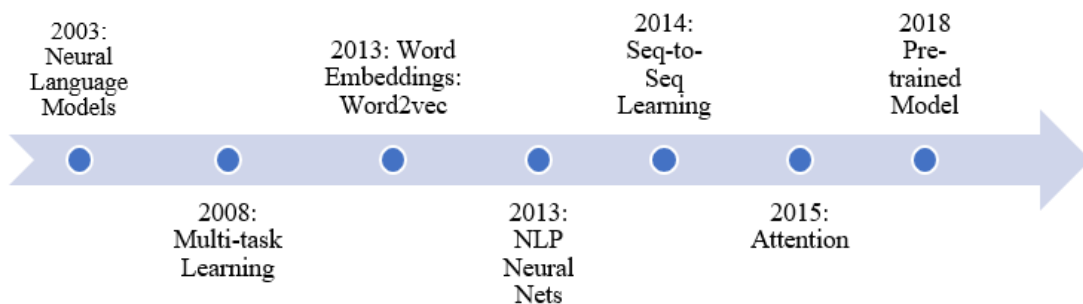 2003:
Neural
Language
Models
2008:
Multi-task
Learning
2013: Word
Embeddings:
Word2vec
2013:
NLP
Neural
Nets
2014:
Seq-to-
Seq
Learning
2015:
Attention
2018
Pre-
trained
Model